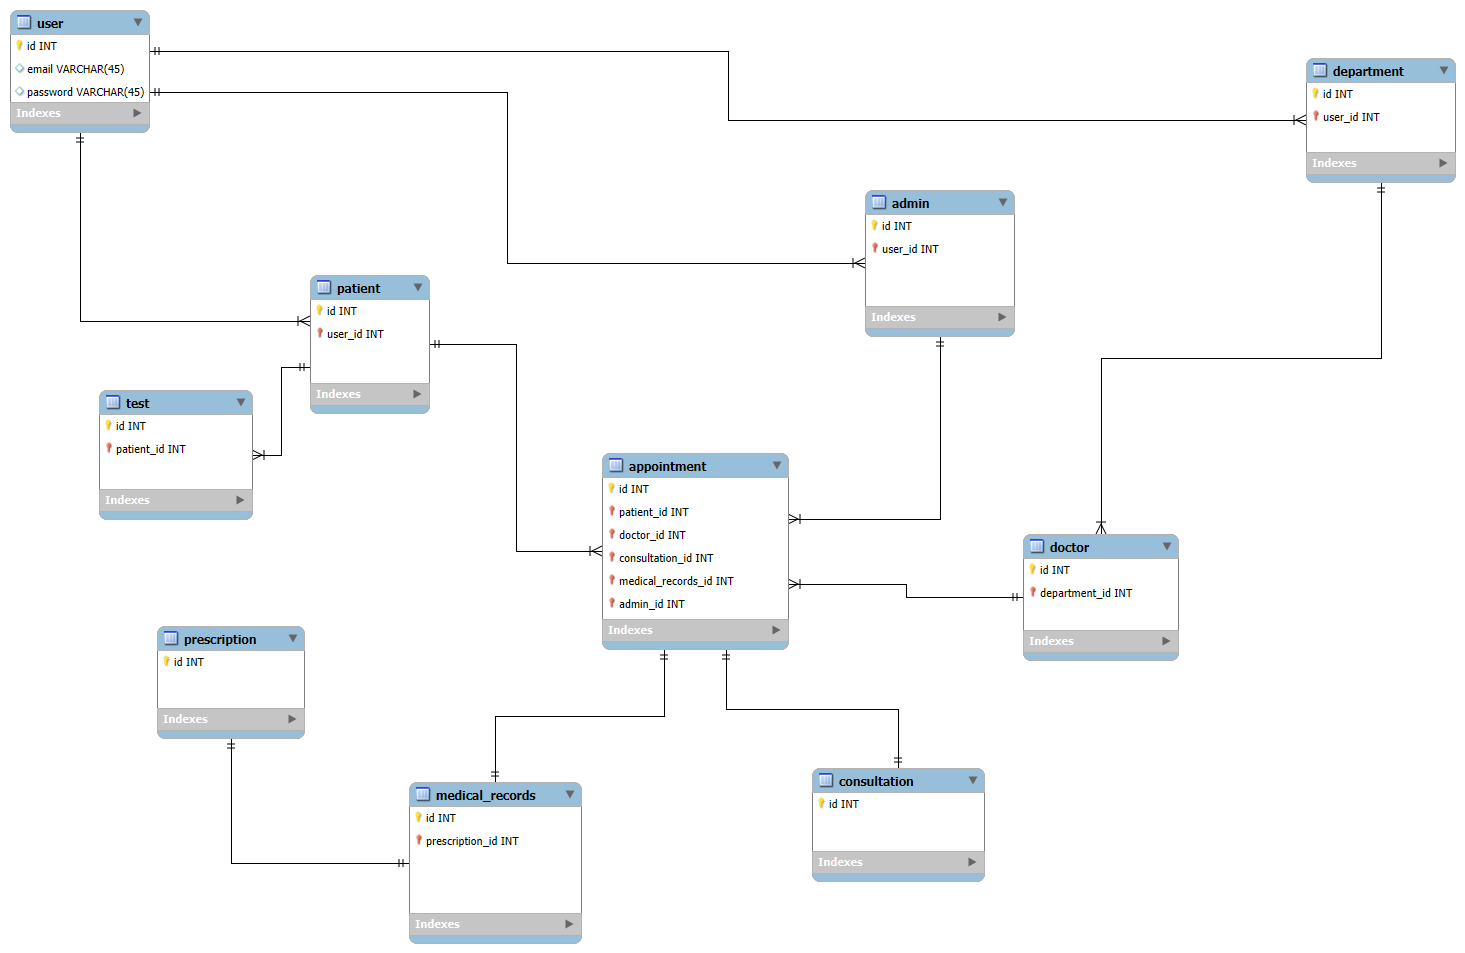 user
id INT
email VARCHAR(45)
password VARCHAR(45)
Indexes
department
id INT
user_id INT
Indexes
admin
id INT
user_id INT
Indexes
patient
id INT
user_id INT
Indexes
test
id INT
patient_id INT
Indexes
appointment
id INT
patient_id INT
doctor_id INT
consultation_id INT
medical_records_id INT
admin_id INT
Indexes
doctor
id INT
department_id INT
Indexes
prescription
id INT
Indexes
medical_records
id INT
prescription_id INT
Indexes
consultation
id INT
Indexes